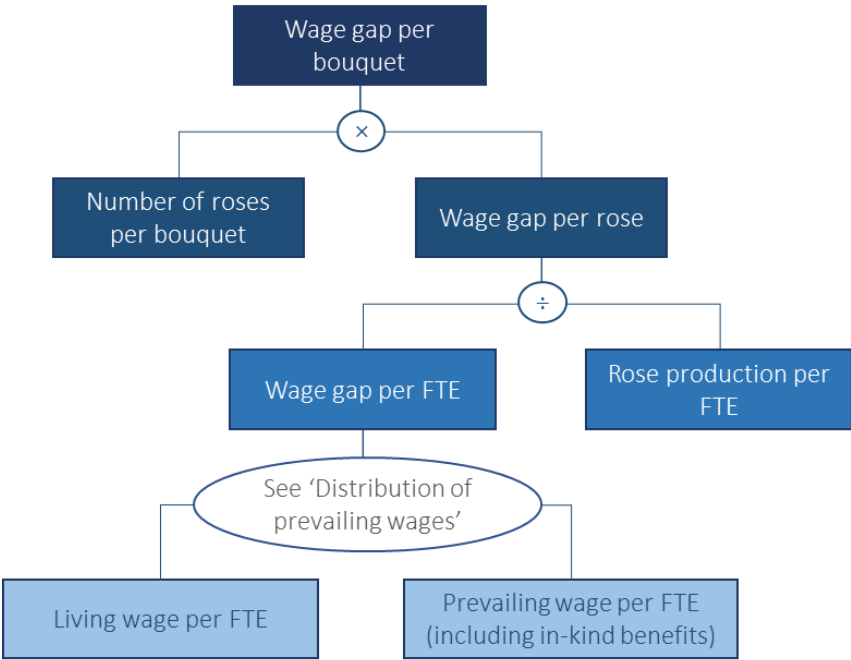 Wage gap per
bouquet
×
Number of roses
per bouquet
Wage gap per rose
÷
Wage gap per FTE
Rose production per
FTE
See ‘Distribution of
prevailing wages’
Living wage per FTE
Prevailing wage per FTE
(including in-kind benefits)